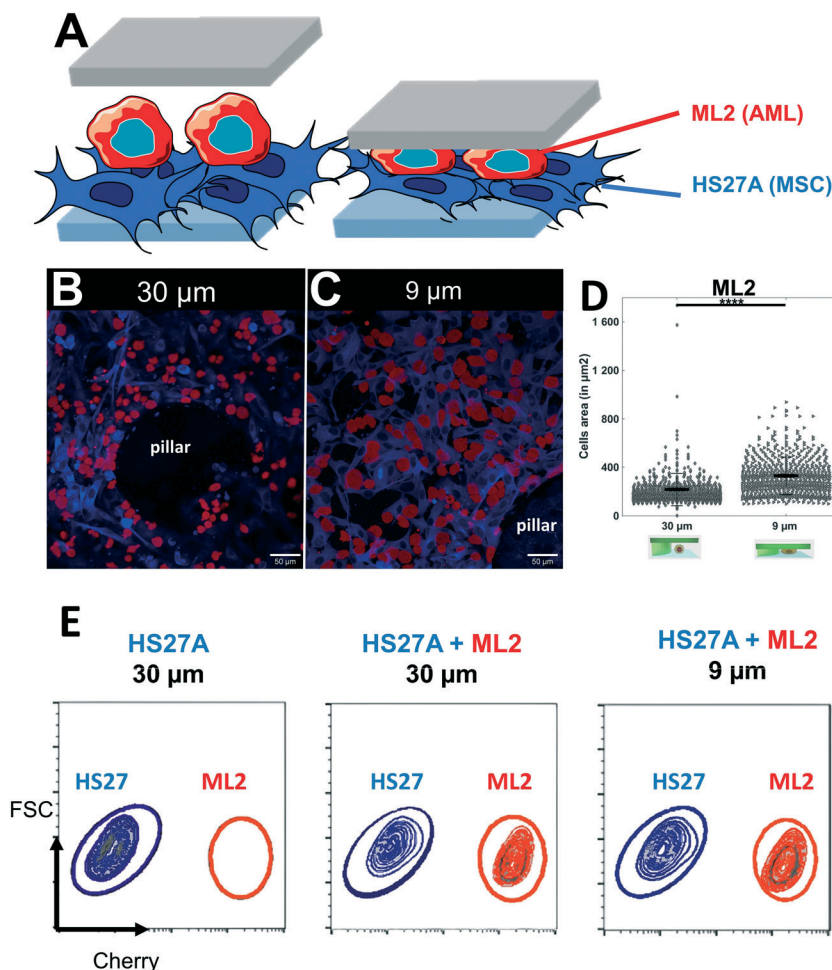 A
ML2 (AML)
HS27A (MSC)
B
30 µm
pillar
50 µm
C
9 µm
pillar
50 µm
D
ML2
****
Cells area (in µm2)
1 600
1 200
800
400
0
30 µm
9 µm
E
HS27A
30 µm
HS27A + ML2
30 µm
HS27A + ML2
9 µm
HS27
ML2
HS27
ML2
HS27
ML2
FSC
Cherry